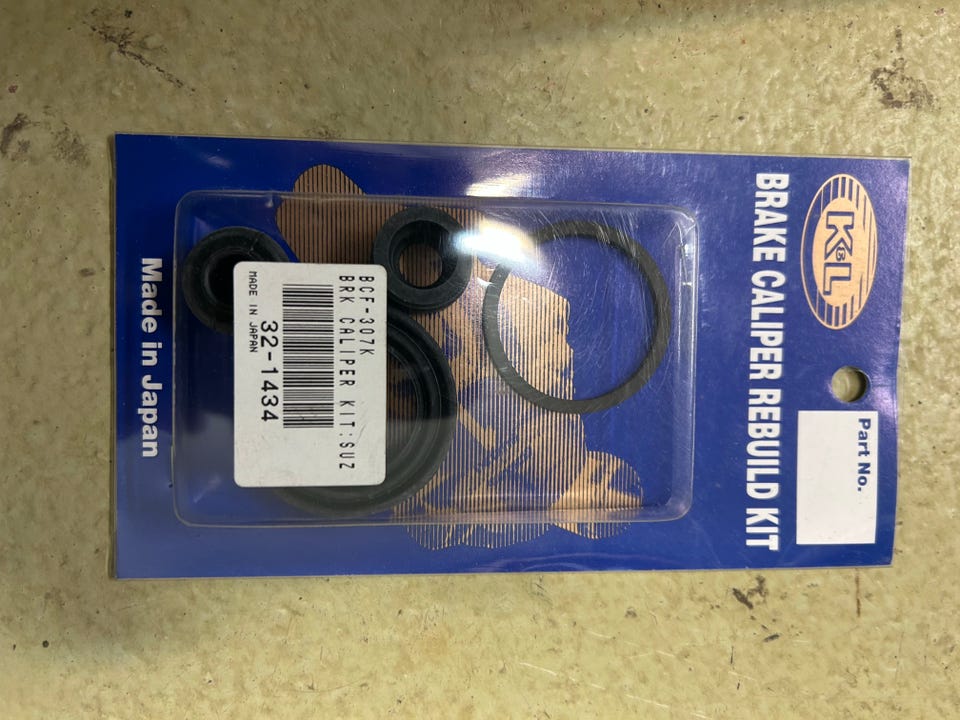 K&L
BRAKE CALIPER REBUILD KIT
Part No.
BCF-307K
BRK CALIPER KIT:SUZ
32-1434
MADE IN JAPAN
Made in Japan